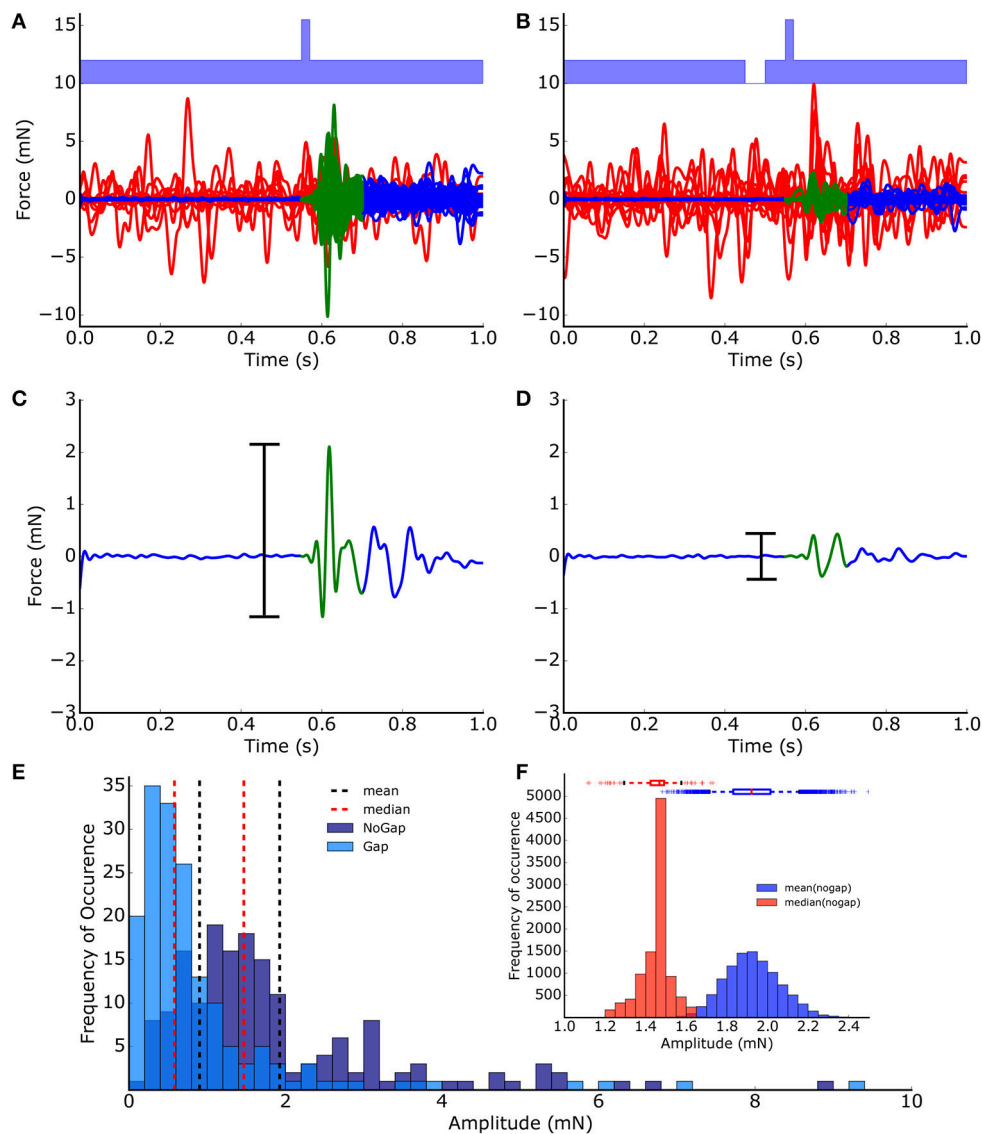 A
B
15
10
5
0
−5
−10
Force (mN)
0.0 0.2 0.4 0.6 0.8 1.0
Time (s)
15
10
5
0
−5
−10
0.0 0.2 0.4 0.6 0.8 1.0
Time (s)
C
D
3
2
1
0
−1
−2
−3
Force (mN)
0.0 0.2 0.4 0.6 0.8 1.0
Time (s)
3
2
1
0
−1
−2
−3
0.0 0.2 0.4 0.6 0.8 1.0
Time (s)
E
35
30
25
20
15
10
5
Frequency of Occurence
mean
median
NoGap
Gap
0 2 4 6 8 10
Amplitude (mN)
F
5000
4500
4000
3500
3000
2500
2000
1500
1000
500
Frequency of occurence
mean(nogap)
median(nogap)
1.0 1.2 1.4 1.6 1.8 2.0 2.2 2.4
Amplitude (mN)